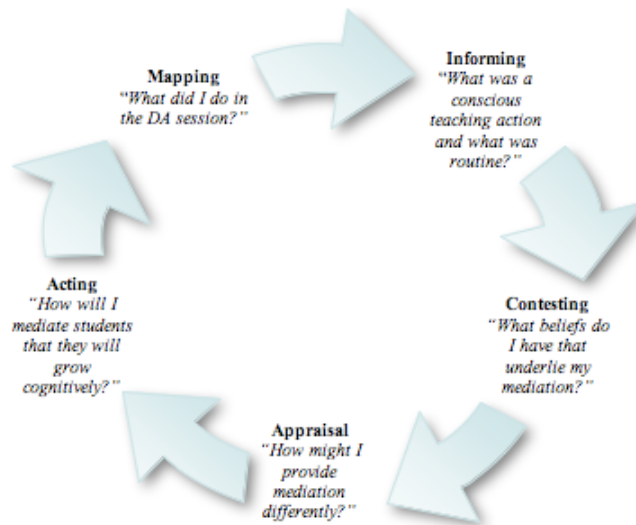 Mapping
“What did I do in
the DA session?”
Informing
“What was a
conscious
teaching action
and what was
routine?”
Contesting
“What beliefs do
I have that
underlie my
mediation?”
Appraisal
“How might I
provide
mediation
differently?”
Acting
“How will I
mediate students
that they will
grow
cognitively?”